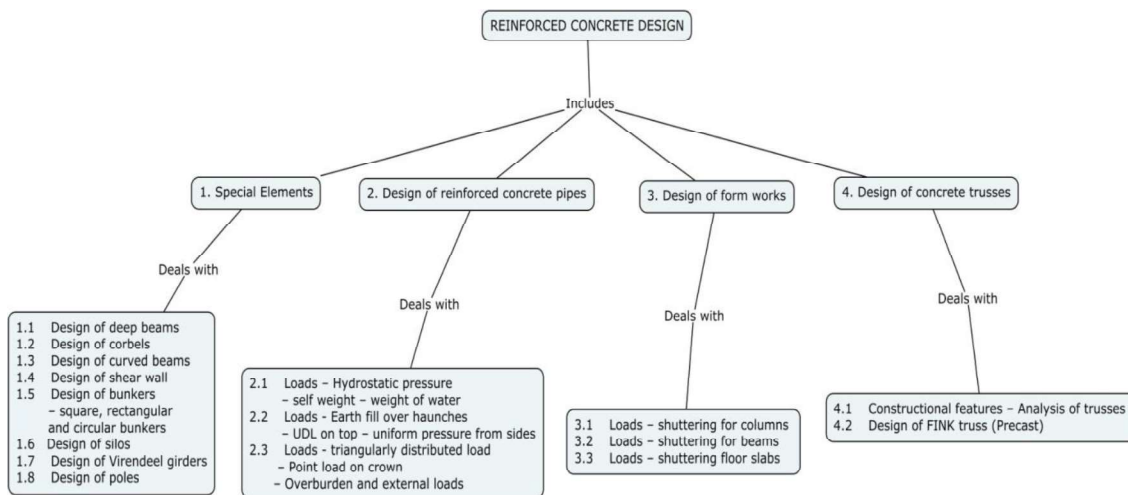 REINFORCED CONCRETE DESIGN
Includes
1. Special Elements
2. Design of reinforced concrete pipes
3. Design of form works
4. Design of concrete trusses
Deals with
1.1 Design of deep beams
1.2 Design of corbels
1.3 Design of curved beams
1.4 Design of shear wall
1.5 Design of bunkers
– square, rectangular
and circular bunkers
1.6 Design of silos
1.7 Design of Virendeel girders
1.8 Design of poles
Deals with
2.1 Loads – Hydrostatic pressure
– self weight – weight of water
2.2 Loads - Earth fill over haunches
– UDL on top – uniform pressure from sides
2.3 Loads - triangularly distributed load
– Point load on crown
– Overburden and external loads
Deals with
3.1 Loads – shuttering for columns
3.2 Loads – shuttering for beams
3.3 Loads – shuttering floor slabs
Deals with
4.1 Constructional features – Analysis of trusses
4.2 Design of FINK truss (Precast)